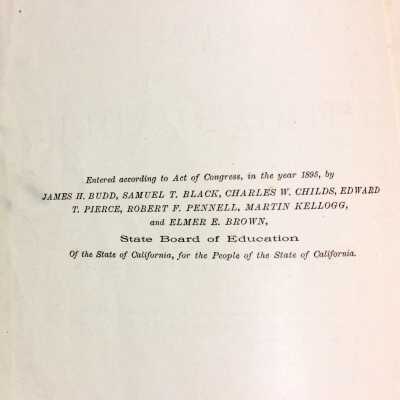 Entered according to Act of Congress, in the year 1895, by
JAMES H. BUDD, SAMUEL T. BLACK, CHARLES W. CHILDS, EDWARD
T. PIERCE, ROBERT F. PENNELL, MARTIN KELLOGG,
and ELMER E. BROWN,
State Board of Education
Of the State of California, for the People of the State of California.